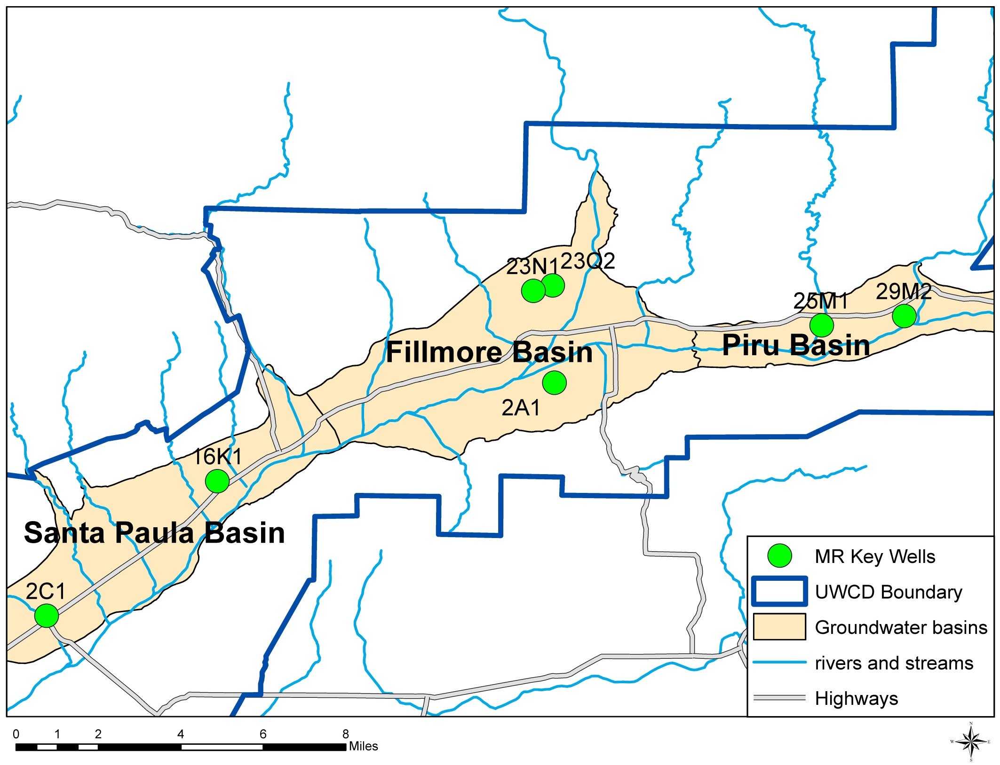 23N1
23Q2
25M1
29M2
Fillmore Basin
Piru Basin
2A1
16K1
Santa Paula Basin
2C1
MR Key Wells
UWCD Boundary
Groundwater basins
rivers and streams
Highways
0 1 2 4 6 8
Miles
N
W E
S